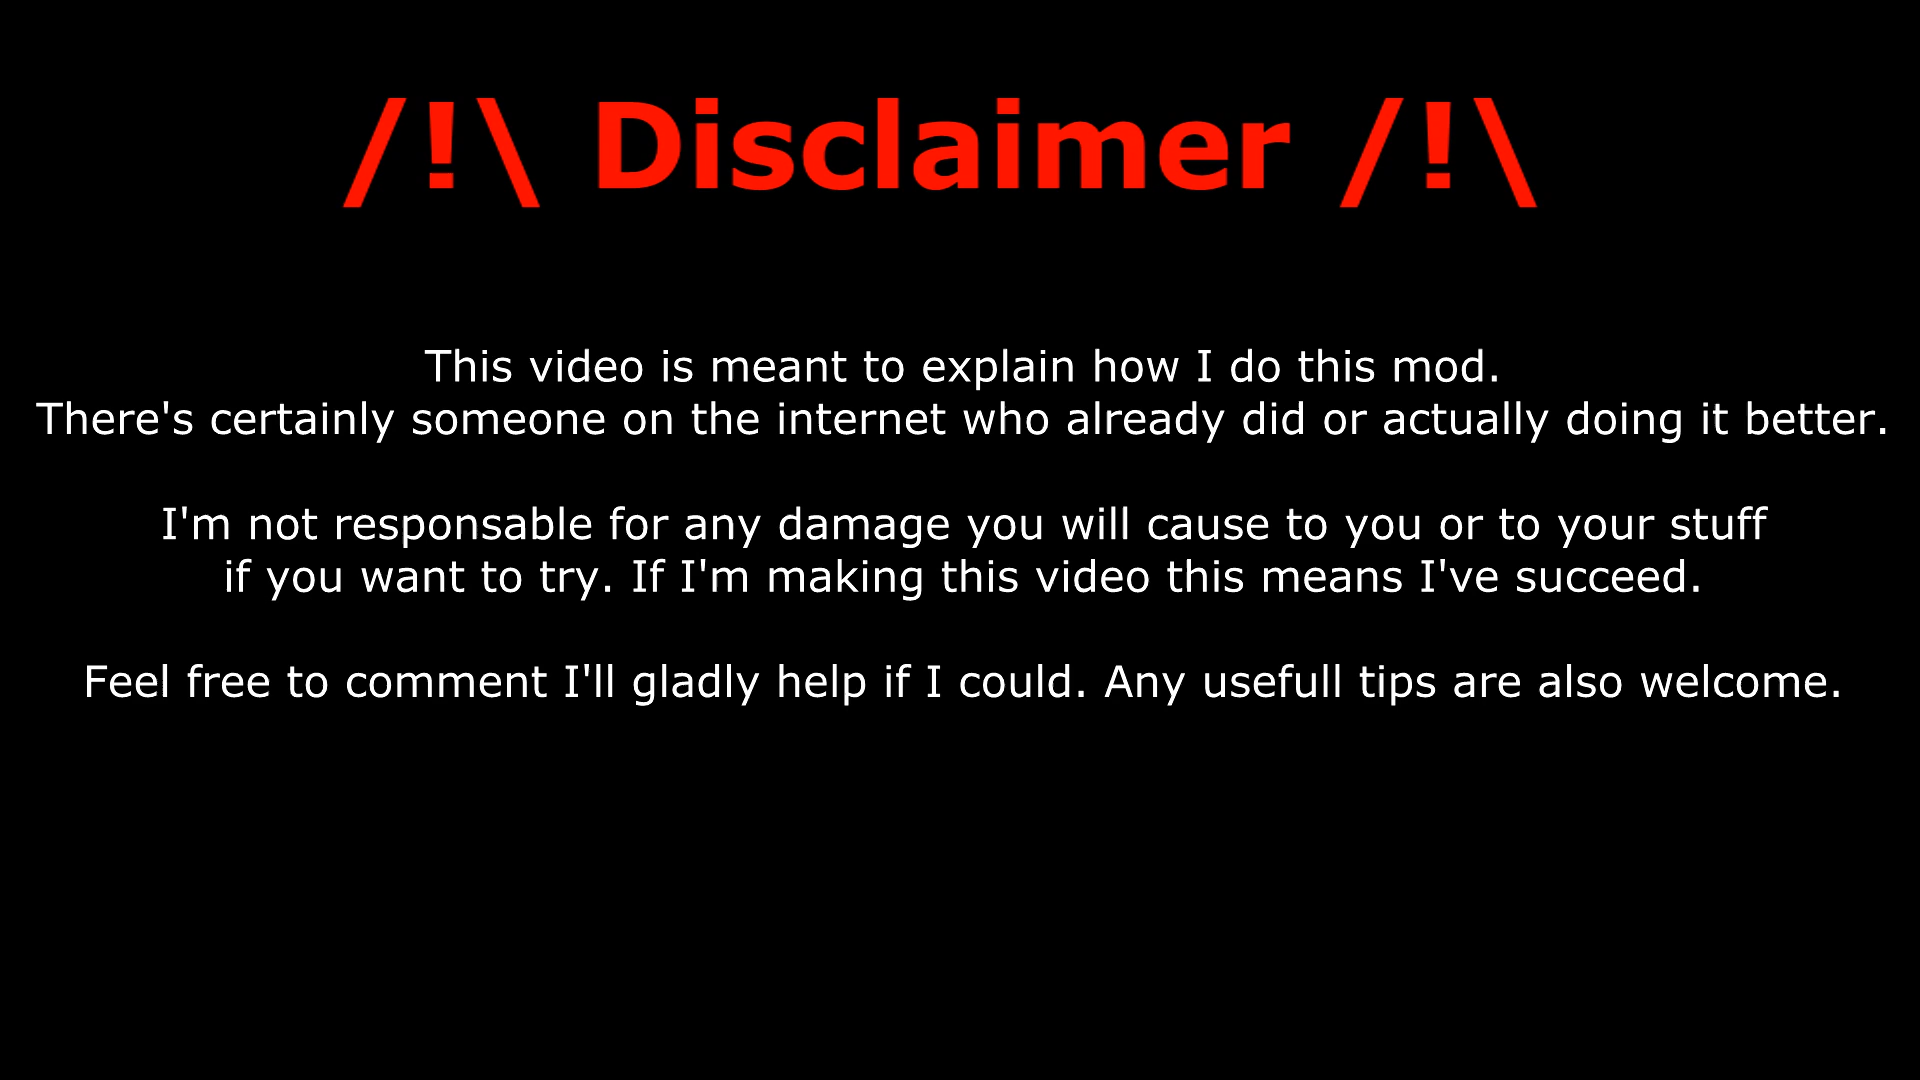 /!\ Disclaimer /!\
This video is meant to explain how I do this mod.
There's certainly someone on the internet who already did or actually doing it better.
I'm not responsable for any damage you will cause to you or to your stuff
if you want to try. If I'm making this video this means I've succeed.
Feel free to comment I'll gladly help if I could. Any usefull tips are also welcome.